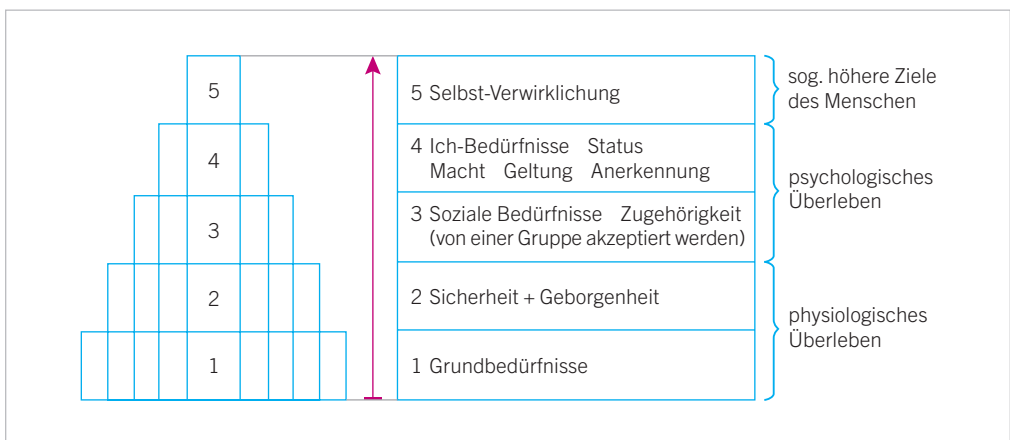 5
4
3
2
1
5 Selbst-Verwirklichung
4 Ich-Bedürfnisse Status
Macht Geltung Anerkennung
3 Soziale Bedürfnisse Zugehörigkeit
(von einer Gruppe akzeptiert werden)
2 Sicherheit + Geborgenheit
1 Grundbedürfnisse
sog. höhere Ziele
des Menschen
psychologisches
Überleben
physiologisches
Überleben